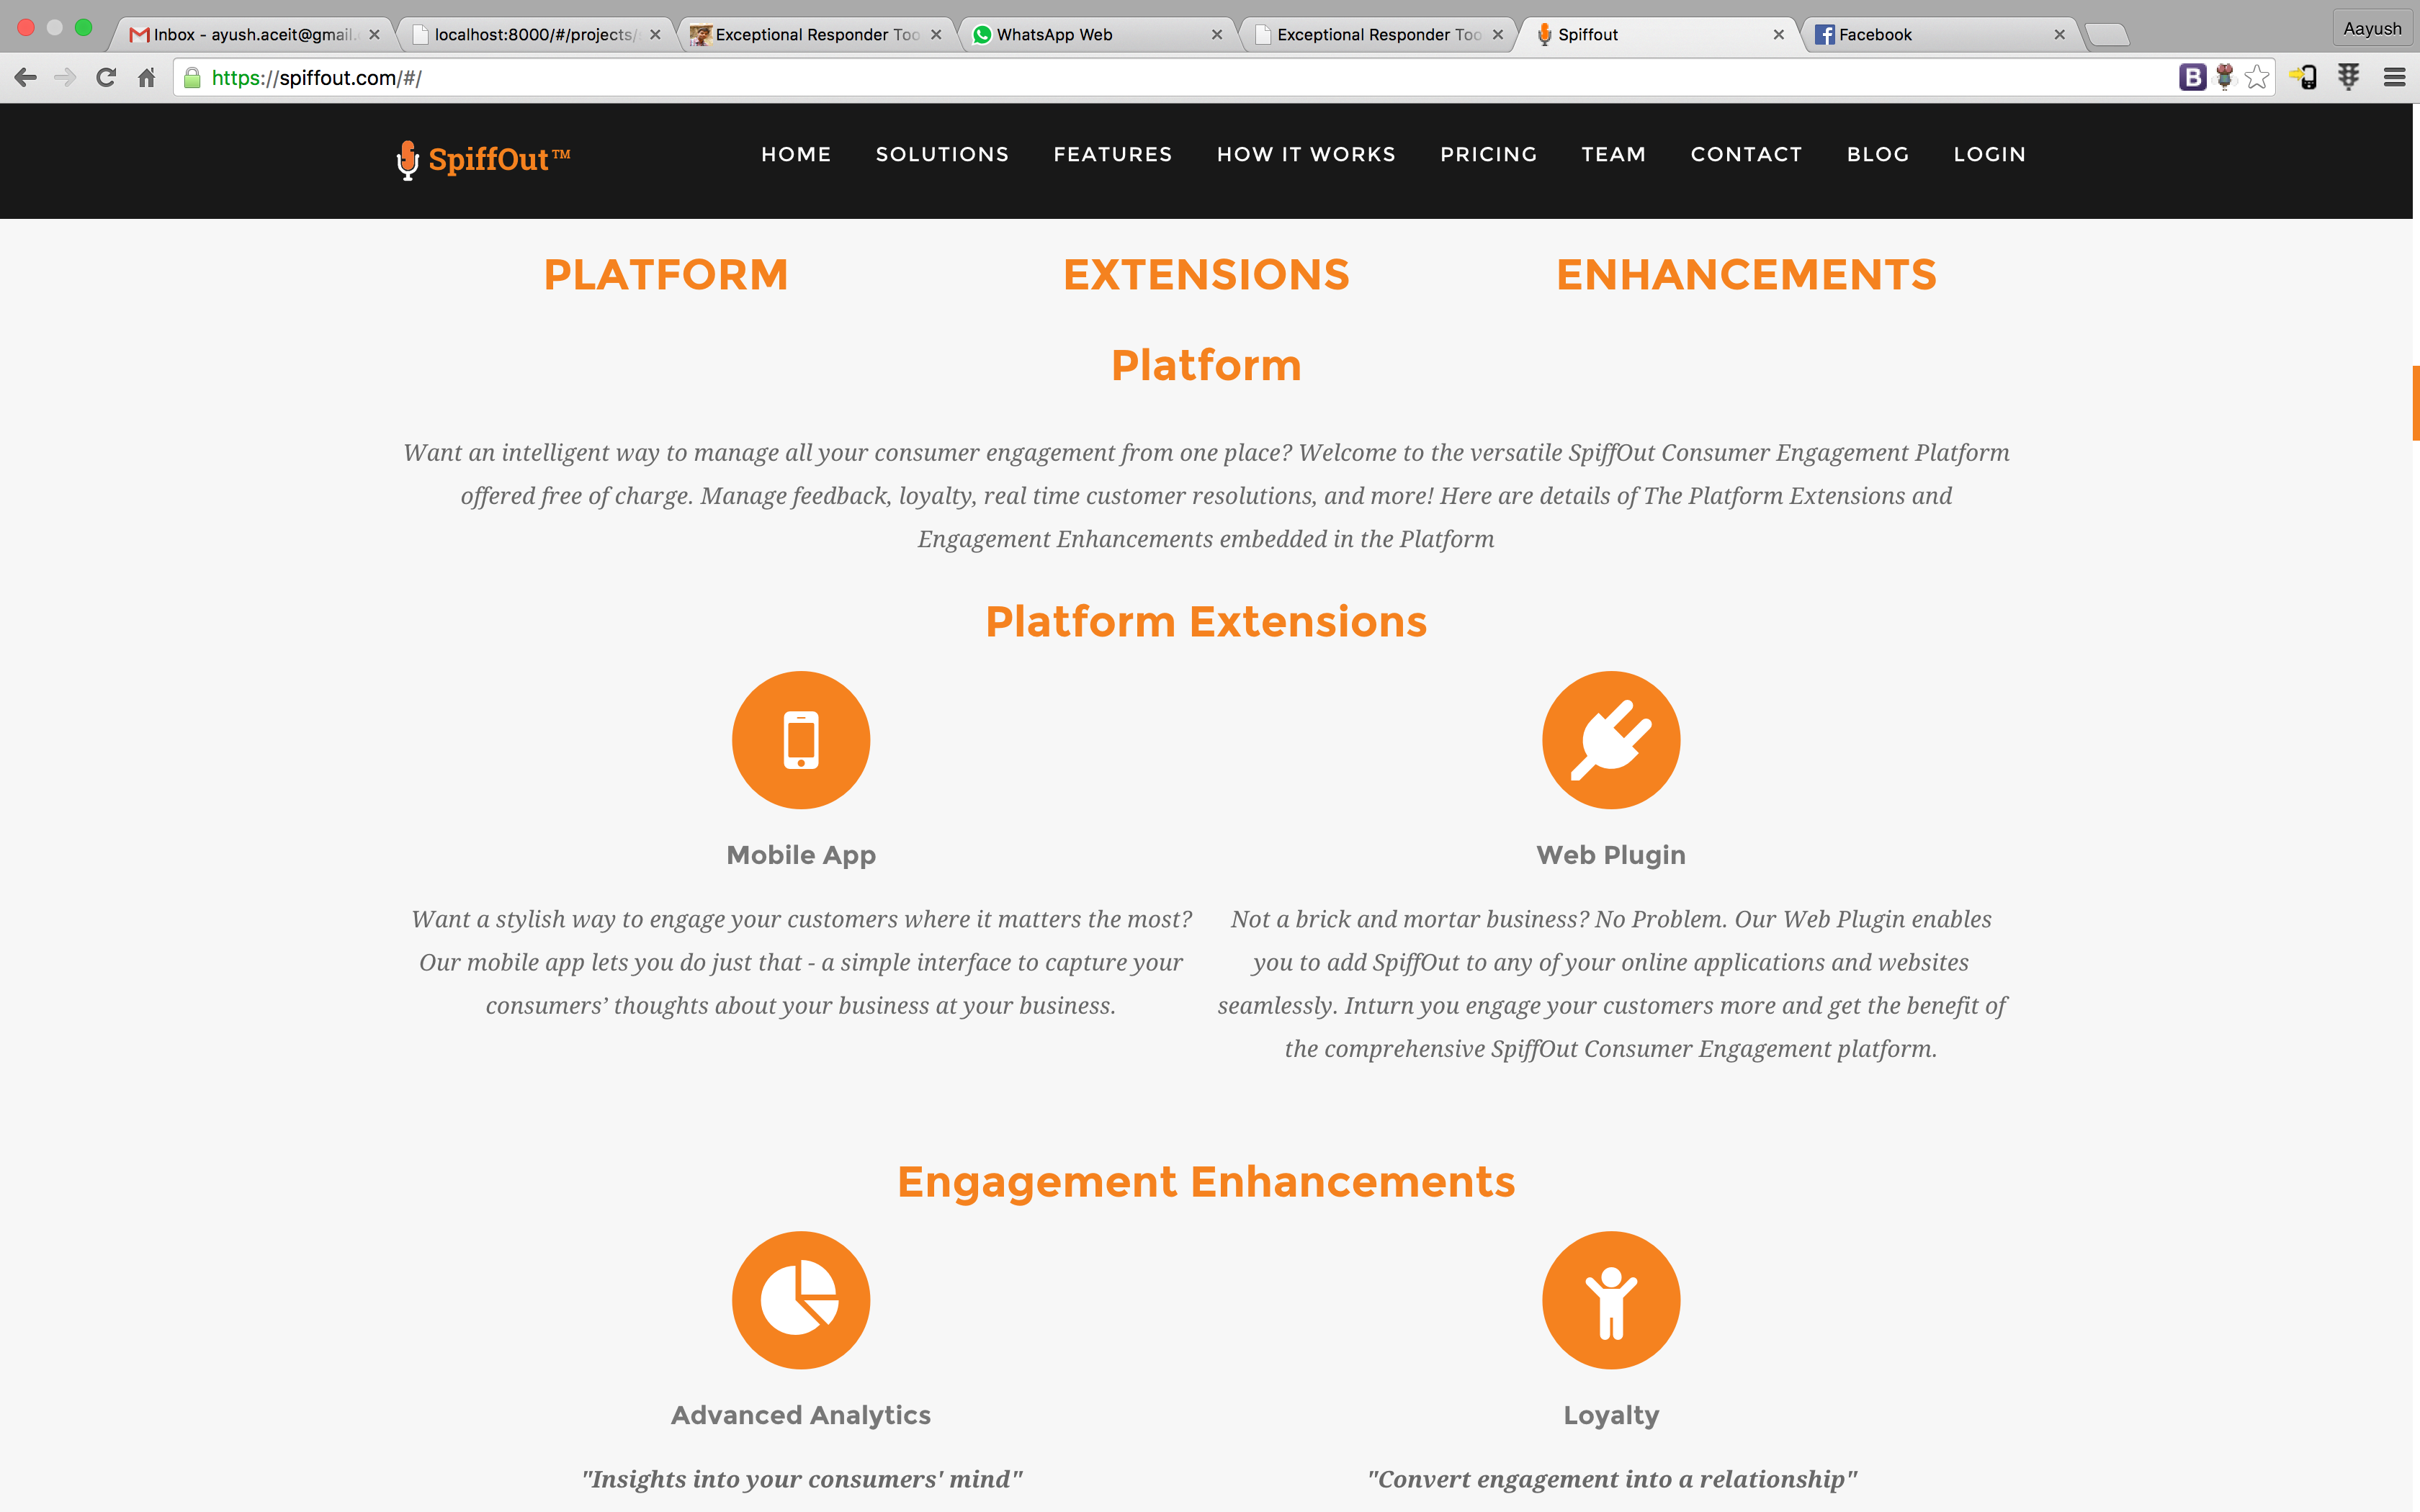 Inbox - ayush.aceit@gmail.
localhost:8000/#/projects/
Exceptional Responder Too
WhatsApp Web
Exceptional Responder Too
Spiffout
Facebook
Aayush
https://spiffout.com/#/
B
SpiffOut™
HOME
SOLUTIONS
FEATURES
HOW IT WORKS
PRICING
TEAM
CONTACT
BLOG
LOGIN
PLATFORM
EXTENSIONS
ENHANCEMENTS
Platform
Want an intelligent way to manage all your consumer engagement from one place? Welcome to the versatile SpiffOut Consumer Engagement Platform
offered free of charge. Manage feedback, loyalty, real time customer resolutions, and more! Here are details of The Platform Extensions and
Engagement Enhancements embedded in the Platform
Platform Extensions
Mobile App
Want a stylish way to engage your customers where it matters the most?
Our mobile app lets you do just that - a simple interface to capture your
consumers’ thoughts about your business at your business.
Web Plugin
Not a brick and mortar business? No Problem. Our Web Plugin enables
you to add SpiffOut to any of your online applications and websites
seamlessly. Inturn you engage your customers more and get the benefit of
the comprehensive SpiffOut Consumer Engagement platform.
Engagement Enhancements
Advanced Analytics
"Insights into your consumers' mind"
Loyalty
"Convert engagement into a relationship"